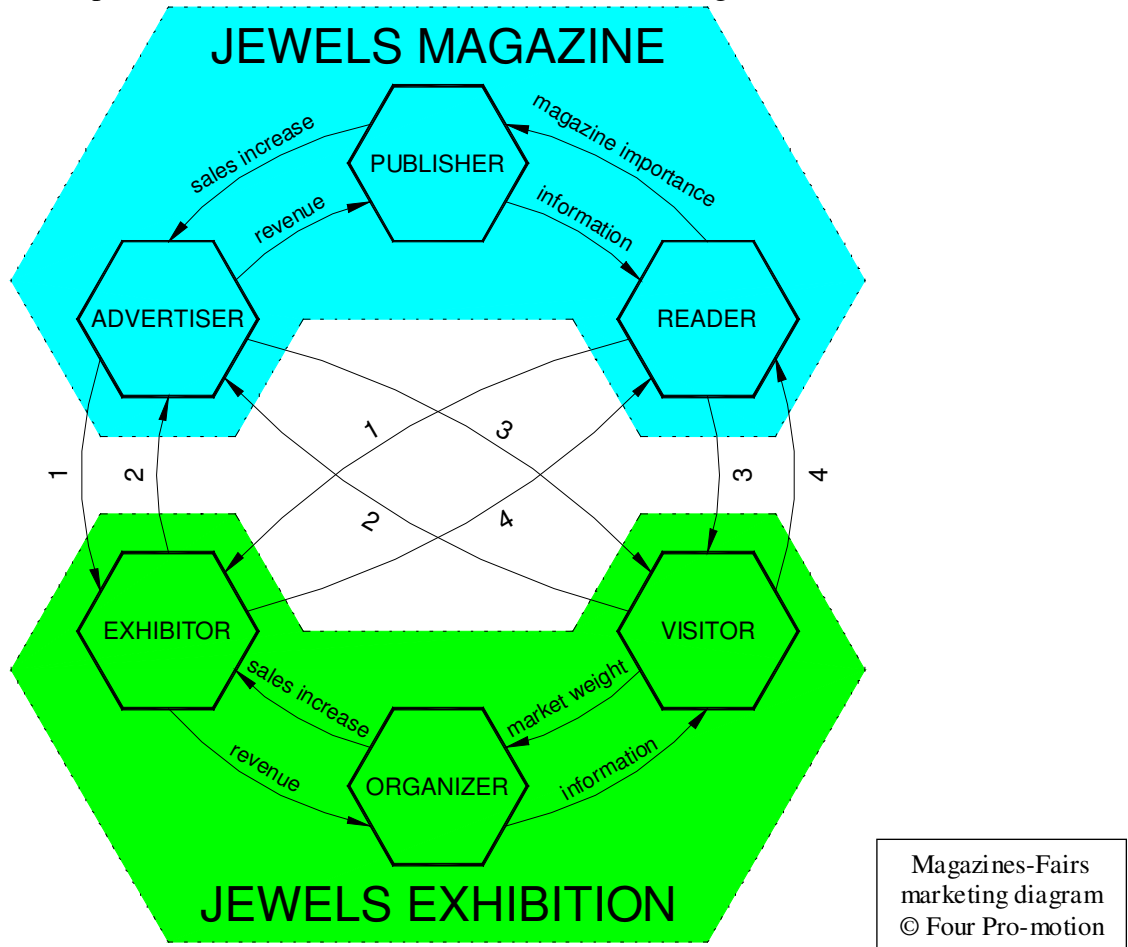 JEWELS MAGAZINE
sales increase
PUBLISHER
magazine importance
revenue
information
ADVERTISER
READER
1
2
1
3
2
4
3
4
EXHIBITOR
VISITOR
sales increase
market weight
revenue
ORGANIZER
information
JEWELS EXHIBITION
Magazines-Fairs
marketing diagram
© Four Pro-motion